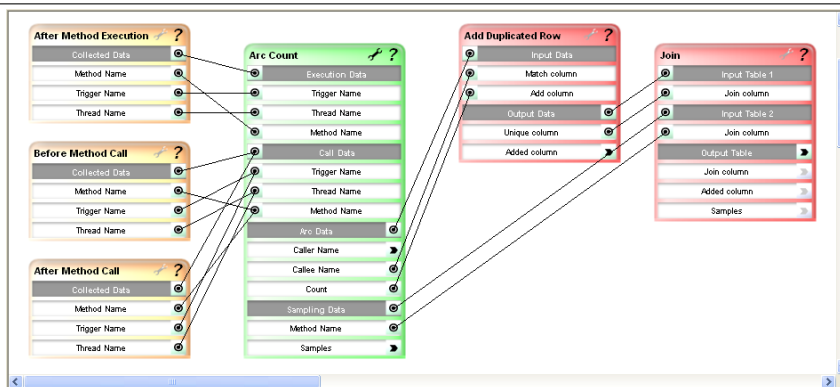 After Method Execution ?
Collected Data
Method Name
Trigger Name
Thread Name
Before Method Call ?
Collected Data
Method Name
Trigger Name
Thread Name
After Method Call ?
Collected Data
Method Name
Trigger Name
Thread Name
Arc Count ?
Execution Data
Trigger Name
Thread Name
Method Name
Call Data
Trigger Name
Thread Name
Method Name
Arc Data
Caller Name
Callee Name
Count
Sampling Data
Method Name
Samples
Add Duplicated Row ?
Input Data
Match column
Add column
Output Data
Unique column
Added column
Join ?
Input Table 1
Join column
Input Table 2
Join column
Output Table
Join column
Added column
Samples